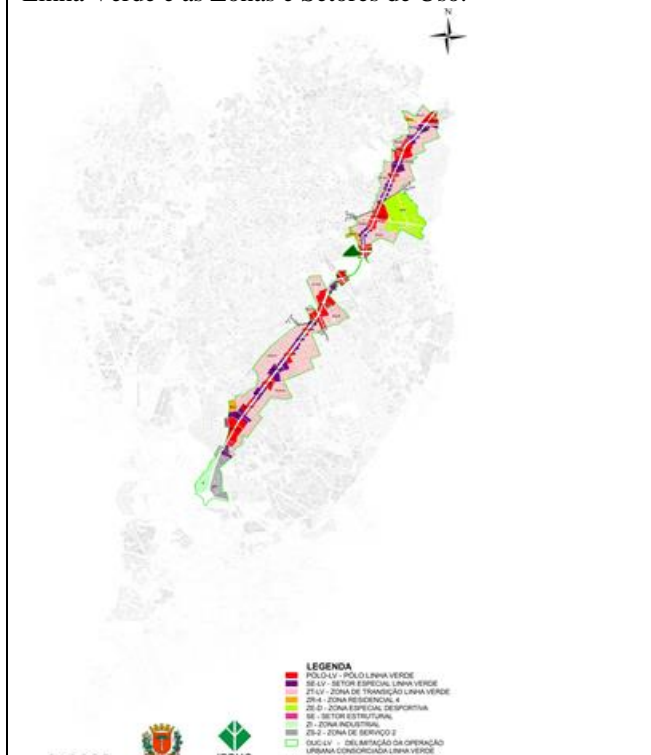 Linha Verde e as Zonas e Setores de Uso.
N
LEGENDA
PÓLO-LV - PÓLO LINHA VERDE
SE-LV - SETOR ESPECIAL LINHA VERDE
ZT-LV - ZONA DE TRANSIÇÃO LINHA VERDE
ZR-4 - ZONA RESIDENCIAL 4
ZE-D - ZONA ESPECIAL DESPORTIVA
SE - SETOR ESTRUTURAL
ZI - ZONA INDUSTRIAL
ZS-2 - ZONA DE SERVIÇO 2
OUC-LV - DELIMITAÇÃO DA OPERAÇÃO
URBANA CONSORCIADA LINHA VERDE